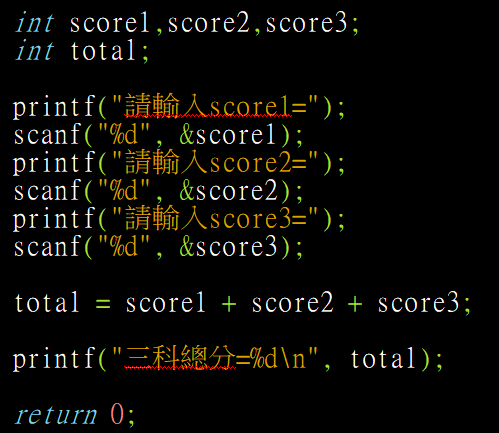 int score1,score2,score3;
int total;
printf("請輸入score1=");
scanf("%d", &score1);
printf("請輸入score2=");
scanf("%d", &score2);
printf("請輸入score3=");
scanf("%d", &score3);
total = score1 + score2 + score3;
printf("三科總分=%d\n", total);
return 0;